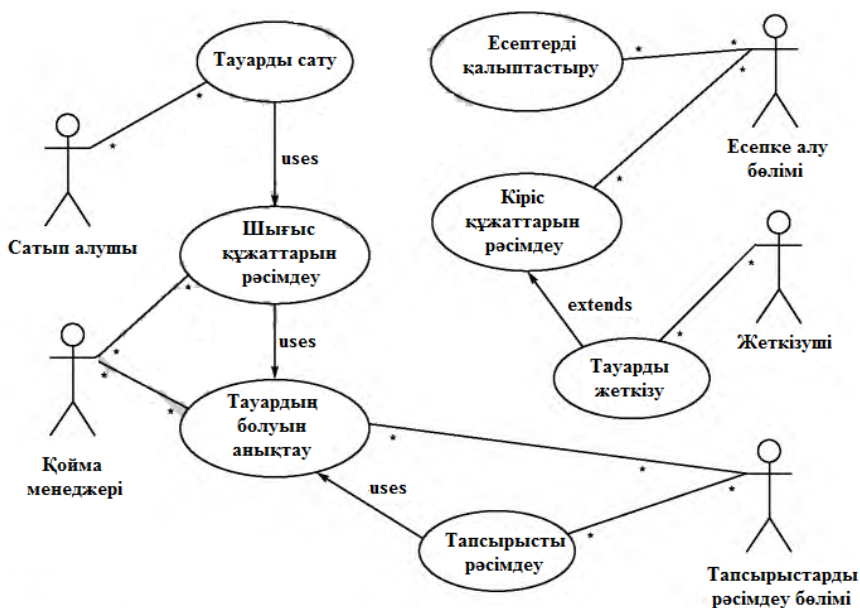 Тауарды сату
Есептерді
қалыптастыру
*
*
*
*
*
*
Есепке алу
бөлімі
uses
*
Кіріс
құжаттарын
рәсімдеу
Сатып алушы
Шығыс
құжаттарын
рәсімдеу
*
*
extends
uses
*
*
Жеткізуші
Тауарды
жеткізу
*
*
Тауардың
болуын
анықтау
*
*
Қойма
менеджері
uses
*
*
Тапсырысты
рәсімдеу
Тапсырыстарды
рәсімдеу бөлімі